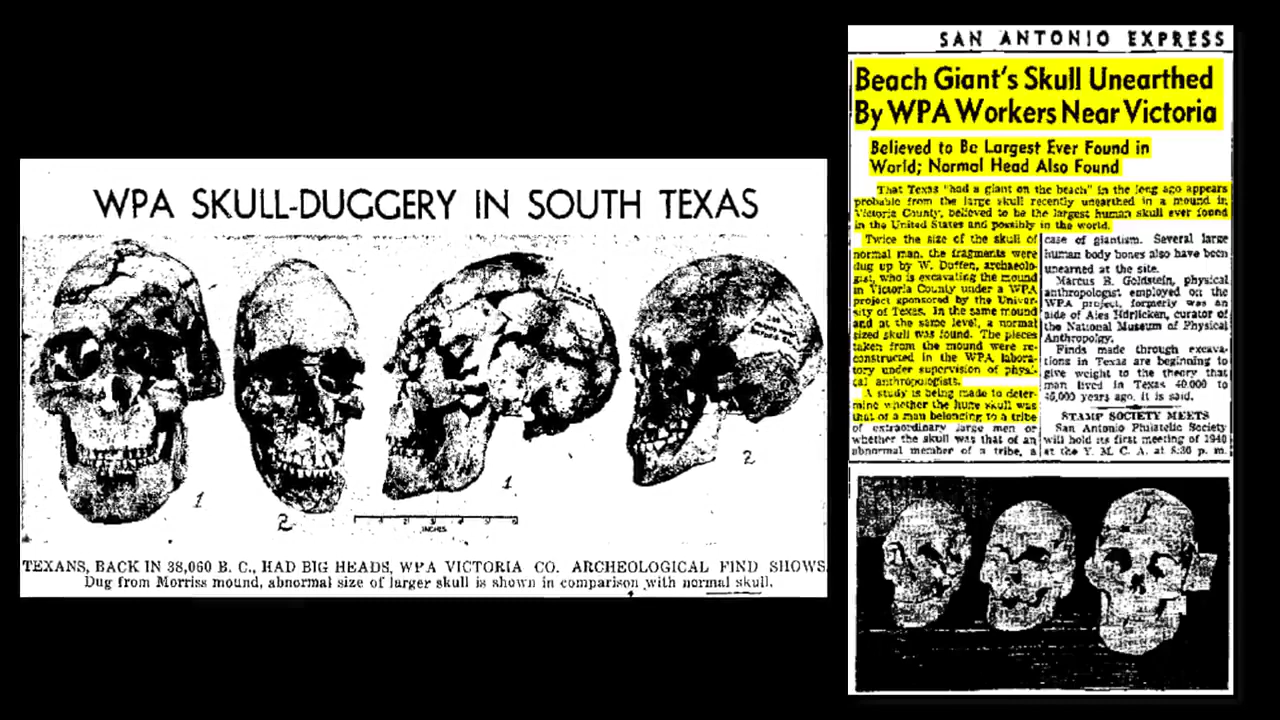 WPA SKULL-DUGGERY IN SOUTH TEXAS
1
2
1
2
INCHES
TEXANS, BACK IN 38,060 B. C., HAD BIG HEADS, WPA VICTORIA CO. ARCHEOLOGICAL FIND SHOWS.
Dug from Morriss mound, abnormal size of larger skull is shown in comparison with normal skull.
SAN ANTONIO EXPRESS
Beach Giant's Skull Unearthed
By WPA Workers Near Victoria
Believed to Be Largest Ever Found in
World; Normal Head Also Found
That Texas "had a giant on the beach" in the long ago appears
probable from the large skull recently unearthed in a mound in
Victoria County, believed to be the largest human skull ever found
in the United States and possibly in the world.
Twice the size of the skull of
normal man, the fragments were
dug up by W. Duffen, archaeolo-
gist, who is excavating the mound
in Victoria County under a WPA
project sponsored by the Univer-
sity of Texas. In the same mound
and at the same level, a normal
sized skull was found. The pieces
taken from the mound were re-
constructed in the WPA labora-
tory under supervision of physi-
cal anthropologists.
A study is being made to deter-
mine whether the huge skull was
that of a man belonging to a tribe
of extraordinary large men or
whether the skull was that of an
abnormal member of a tribe, a
case of giantism. Several large
human body bones also have been
unearned at the site.
Marcus B. Goldstein, physical
anthropologist employed on the
WPA project, formerly was an
aide of Ales Hdrlicken, curator of
the National Museum of Physical
Anthropolgy.
Finds made through excava-
tions in Texas are beginning to
give weight to the theory that
man lived in Texas 40,000 to
45,000 years ago, it is said.
STAMP SOCIETY MEETS
San Antonio Philatelic Society
will hold its first meeting of 1940
at the Y. M. C. A. at 8:30 p. m.